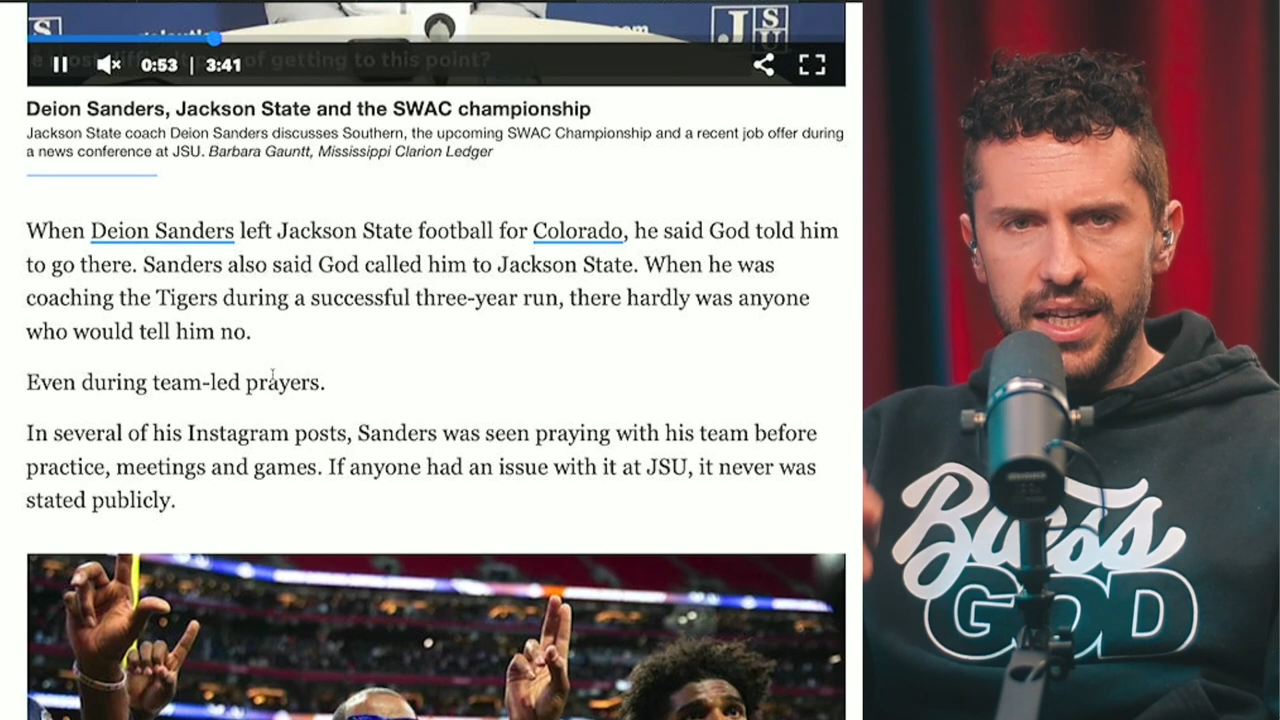 J S U
of getting to this point?
0:53 | 3:41
Deion Sanders, Jackson State and the SWAC championship
Jackson State coach Deion Sanders discusses Southern, the upcoming SWAC Championship and a recent job offer during
a news conference at JSU. Barbara Gauntt, Mississippi Clarion Ledger
When Deion Sanders left Jackson State football for Colorado, he said God told him
to go there. Sanders also said God called him to Jackson State. When he was
coaching the Tigers during a successful three-year run, there hardly was anyone
who would tell him no.
Even during team-led prayers.
In several of his Instagram posts, Sanders was seen praying with his team before
practice, meetings and games. If anyone had an issue with it at JSU, it never was
stated publicly.
GOD